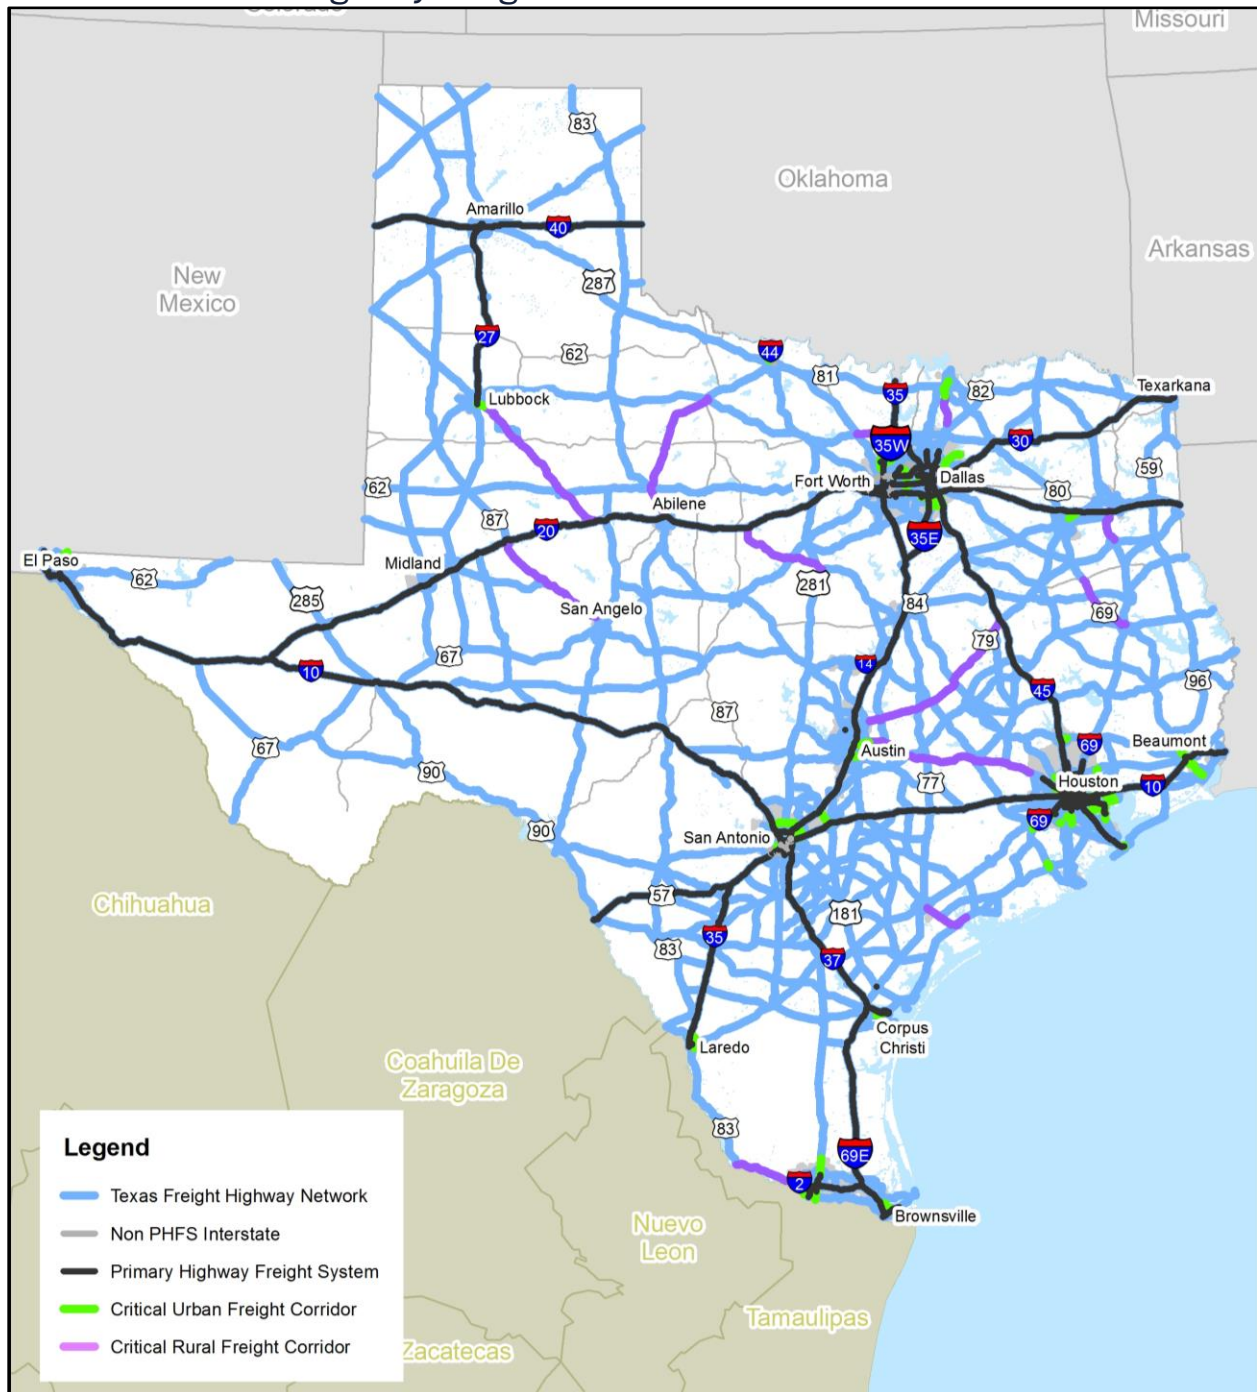 Colorado
Missouri
83
Oklahoma
Amarillo
40
Arkansas
New
Mexico
287
27
44
62
81
35
82
Texarkana
Lubbock
35W
30
59
Fort Worth
Dallas
62
80
Abilene
87
20
35E
El Paso
Midland
62
281
285
84
San Angelo
69
79
67
14
10
96
45
87
69
Beaumont
67
Austin
90
Houston
77
10
90
69
San Antonio
57
Chihuahua
181
35
83
37
Corpus
Christi
Laredo
Coahuila De
Zaragoza
83
69E
2
Brownsville
Nuevo
Leon
Tamaulipas
Zacatecas
Legend
Texas Freight Highway Network
Non PHFS Interstate
Primary Highway Freight System
Critical Urban Freight Corridor
Critical Rural Freight Corridor